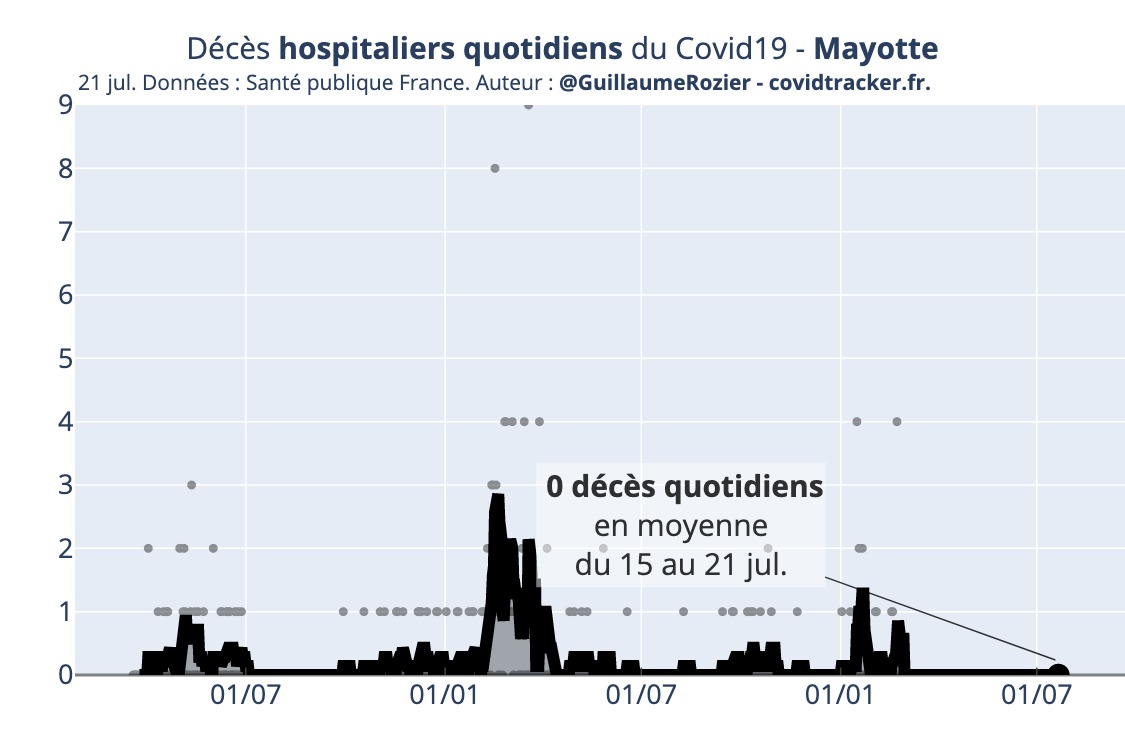 Décès hospitaliers quotidiens du Covid19 - Mayotte
21 jul. Données : Santé publique France. Auteur : @GuillaumeRozier - covidtracker.fr.
9
8
7
6
5
4
3
2
1
0
0 décès quotidiens
en moyenne
du 15 au 21 jul.
01/07 01/01 01/07 01/01 01/07